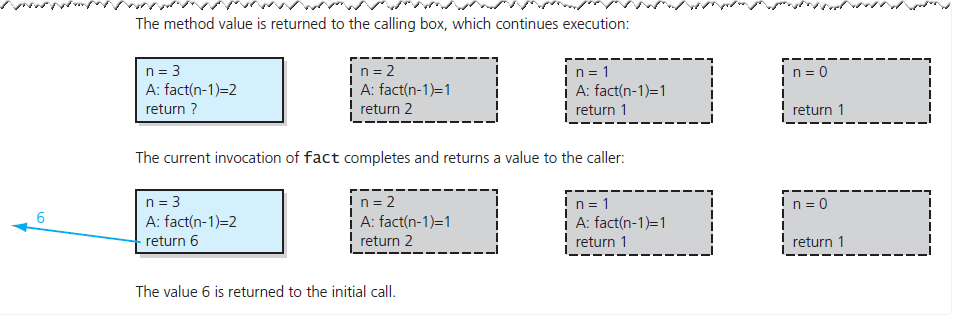 The method value is returned to the calling box, which continues execution:
n = 3
A: fact(n-1)=2
return ?
n = 2
A: fact(n-1)=1
return 2
n = 1
A: fact(n-1)=1
return 1
n = 0
return 1
The current invocation of fact completes and returns a value to the caller:
6
n = 3
A: fact(n-1)=2
return 6
n = 2
A: fact(n-1)=1
return 2
n = 1
A: fact(n-1)=1
return 1
n = 0
return 1
The value 6 is returned to the initial call.